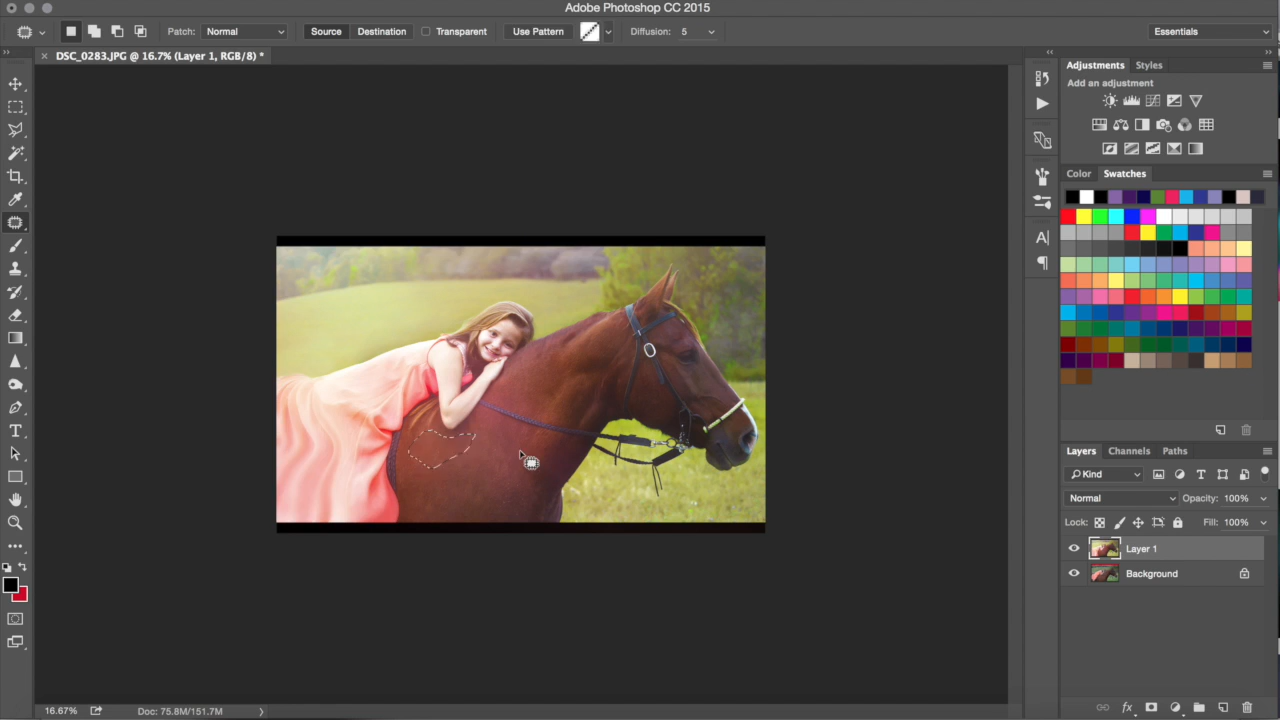 Adobe Photoshop CC 2015
Patch: Normal Source Destination Transparent Use Pattern Diffusion: 5 Essentials
DSC_0283.JPG @ 16.7% (Layer 1, RGB/8) *
Adjustments Styles
Add an adjustment
Color Swatches
Layers Channels Paths
Kind
Normal Opacity: 100%
Lock: Fill: 100%
Layer 1
Background
16.67% Doc: 75.8M/151.7M